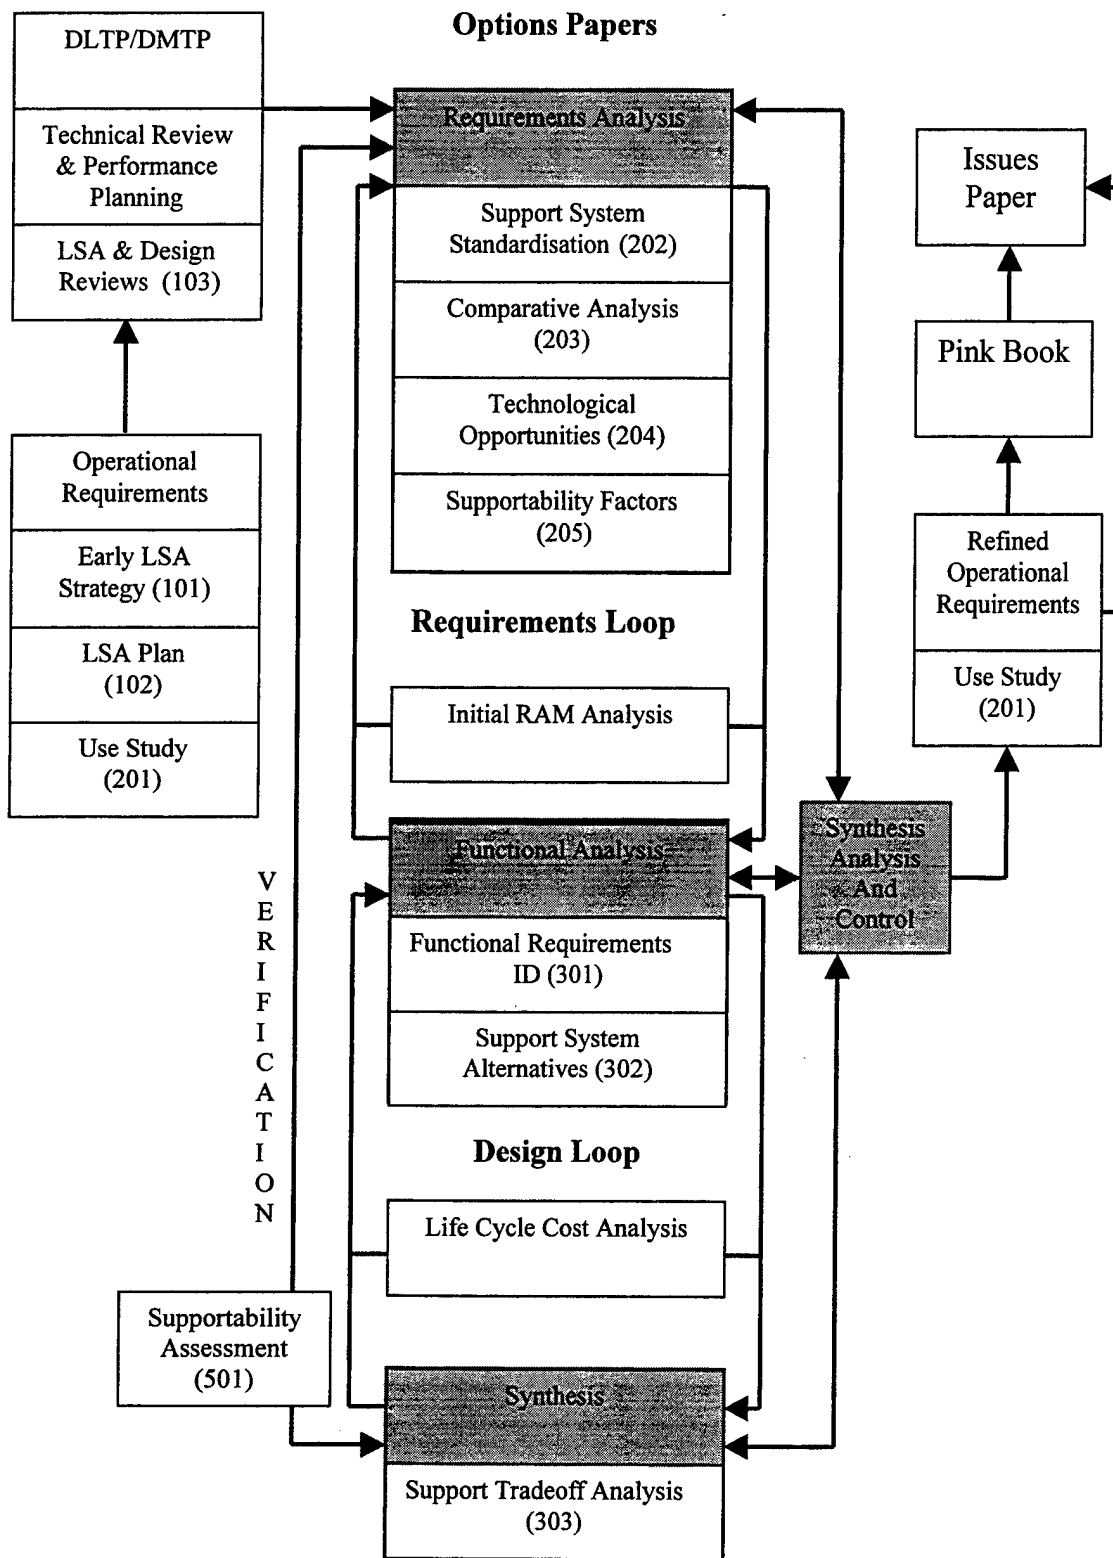 Options Papers
DLTP/DMTP
Technical Review
& Performance
Planning
LSA & Design
Reviews (103)
Operational
Requirements
Early LSA
Strategy (101)
LSA Plan
(102)
Use Study
(201)
VERIFICATION
Supportability
Assessment
(501)
Requirements Analysis
Support System
Standardisation (202)
Comparative Analysis
(203)
Technological
Opportunities (204)
Supportability Factors
(205)
Requirements Loop
Initial RAM Analysis
Functional Analysis
Functional Requirements
ID (301)
Support System
Alternatives (302)
Design Loop
Life Cycle Cost Analysis
Synthesis
Support Tradeoff Analysis
(303)
Synthesis
Analysis
And
Control
Issues
Paper
Pink Book
Refined
Operational
Requirements
Use Study
(201)